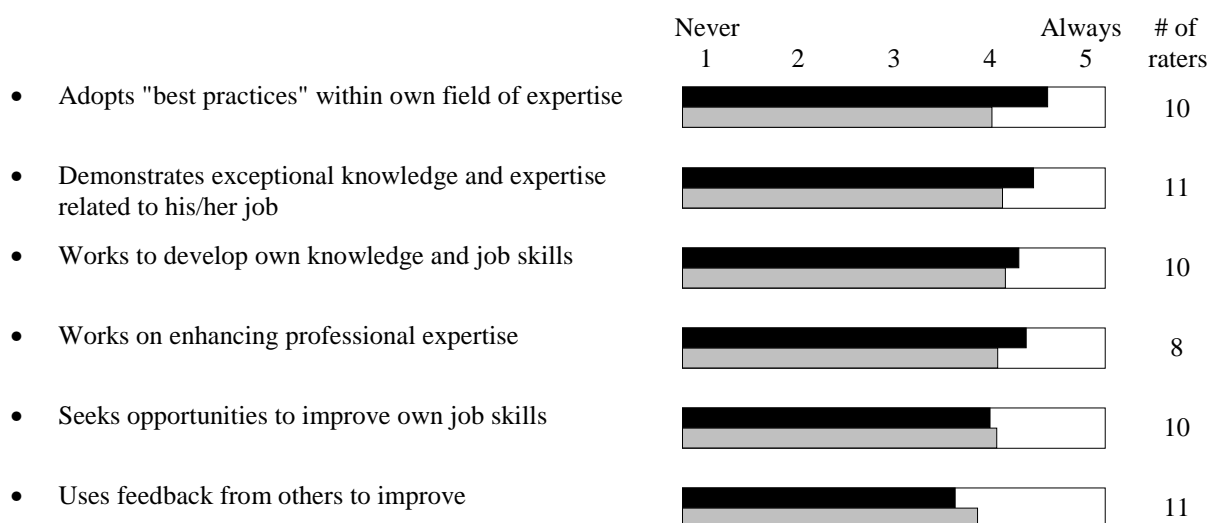 Never Always # of
1 2 3 4 5 raters
• Adopts "best practices" within own field of expertise 10
• Demonstrates exceptional knowledge and expertise
related to his/her job 11
• Works to develop own knowledge and job skills 10
• Works on enhancing professional expertise 8
• Seeks opportunities to improve own job skills 10
• Uses feedback from others to improve 11